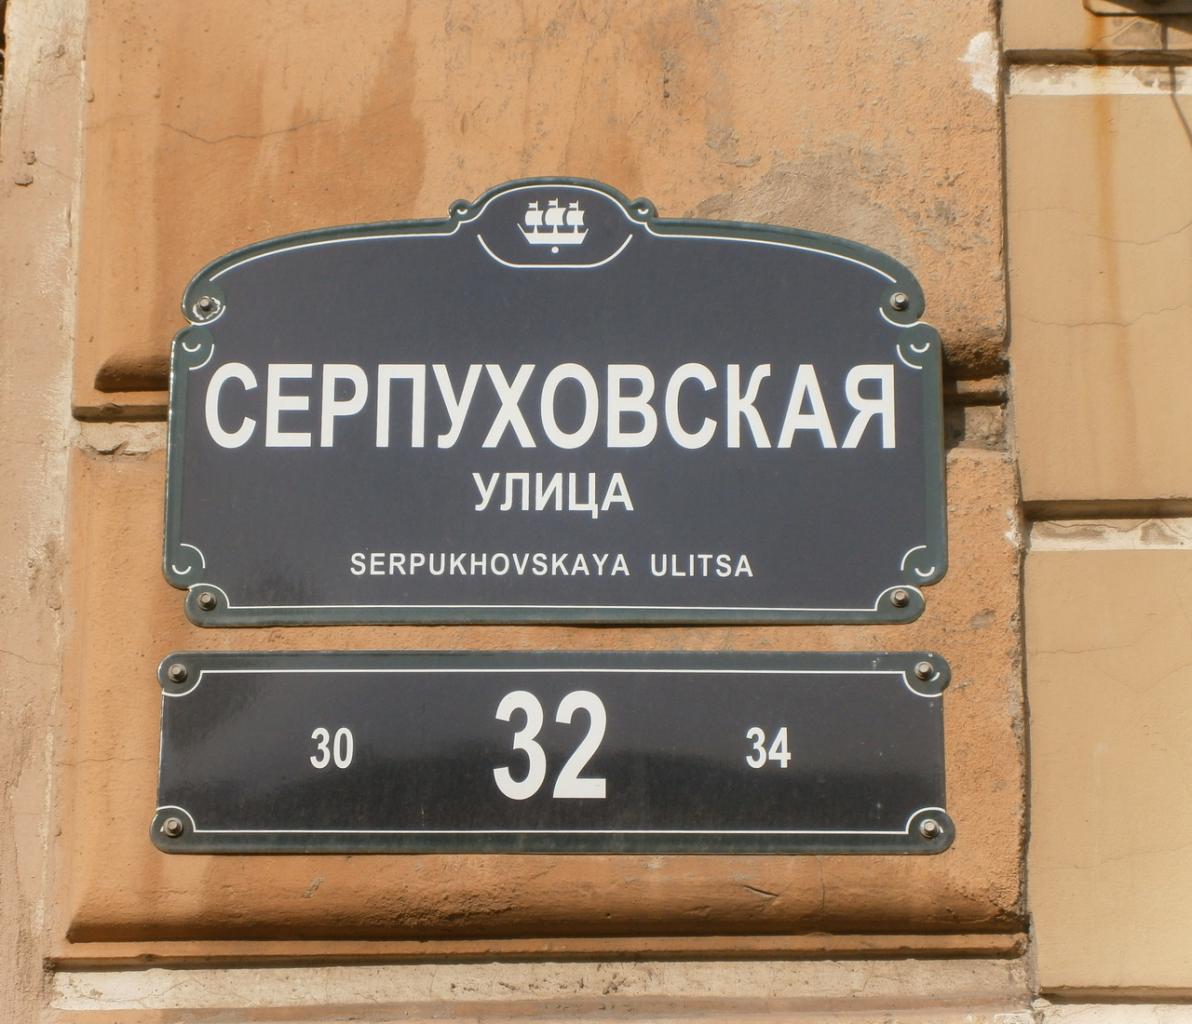 СЕРПУХОВСКАЯ
УЛИЦА
SERPUKHOVSKAYA ULITSA
30 32 34